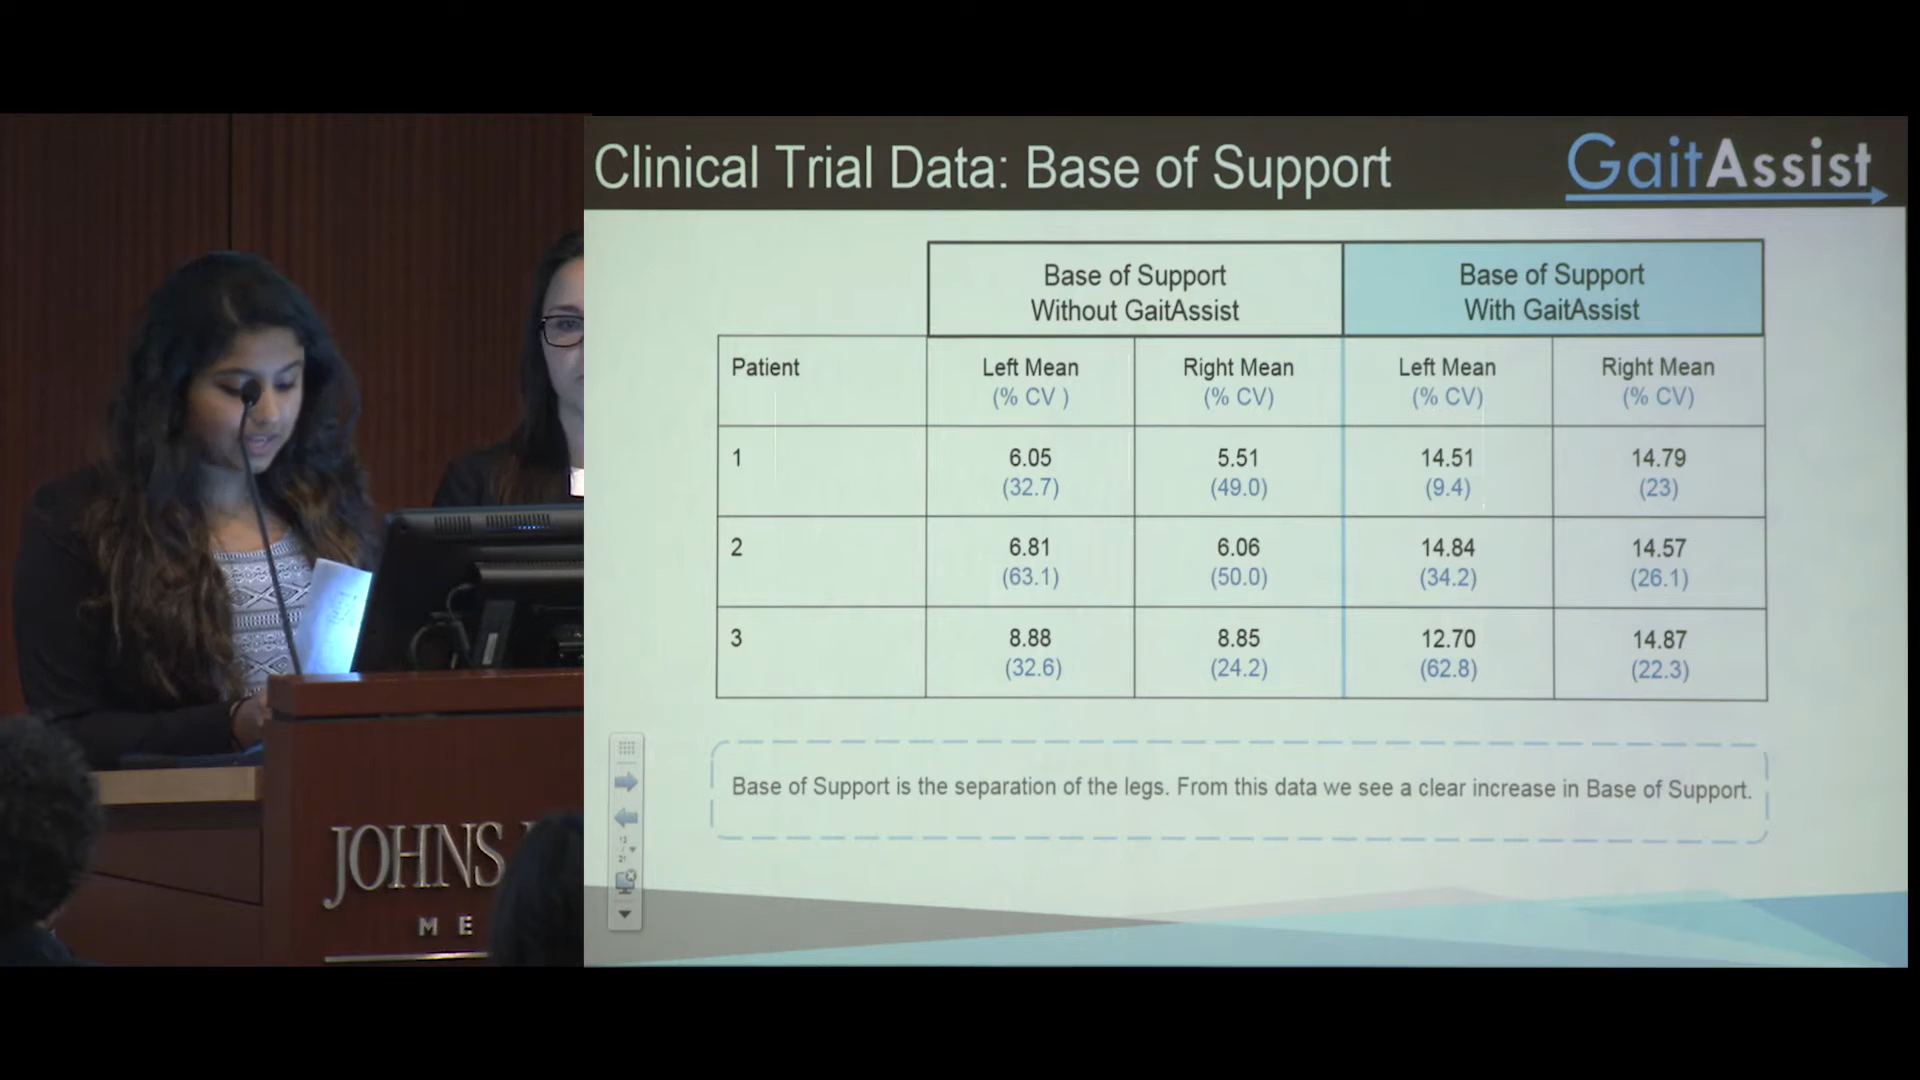 Clinical Trial Data: Base of Support
GaitAssist
Base of Support
Without GaitAssist
Base of Support
With GaitAssist
Patient
Left Mean
(% CV )
Right Mean
(% CV)
Left Mean
(% CV)
Right Mean
(% CV)
1
6.05
(32.7)
5.51
(49.0)
14.51
(9.4)
14.79
(23)
2
6.81
(63.1)
6.06
(50.0)
14.84
(34.2)
14.57
(26.1)
3
8.88
(32.6)
8.85
(24.2)
12.70
(62.8)
14.87
(22.3)
Base of Support is the separation of the legs. From this data we see a clear increase in Base of Support.
JOHNS